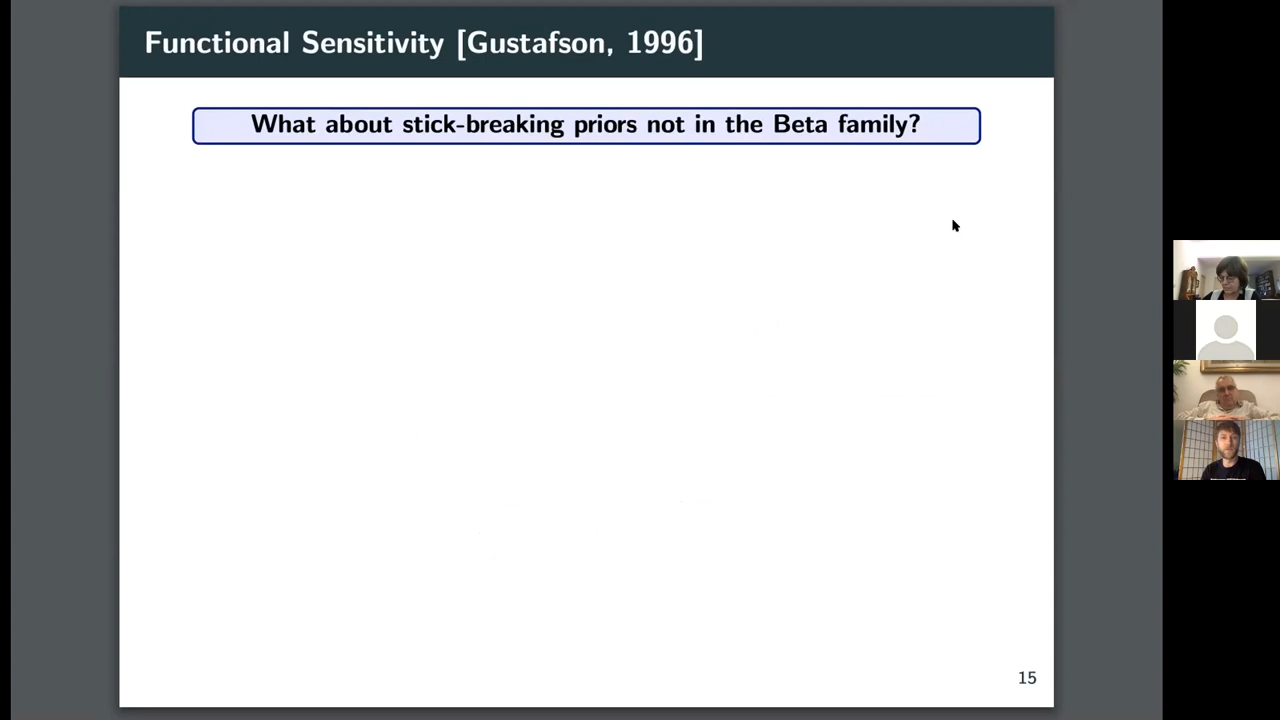 Functional Sensitivity [Gustafson, 1996]
What about stick-breaking priors not in the Beta family?
15